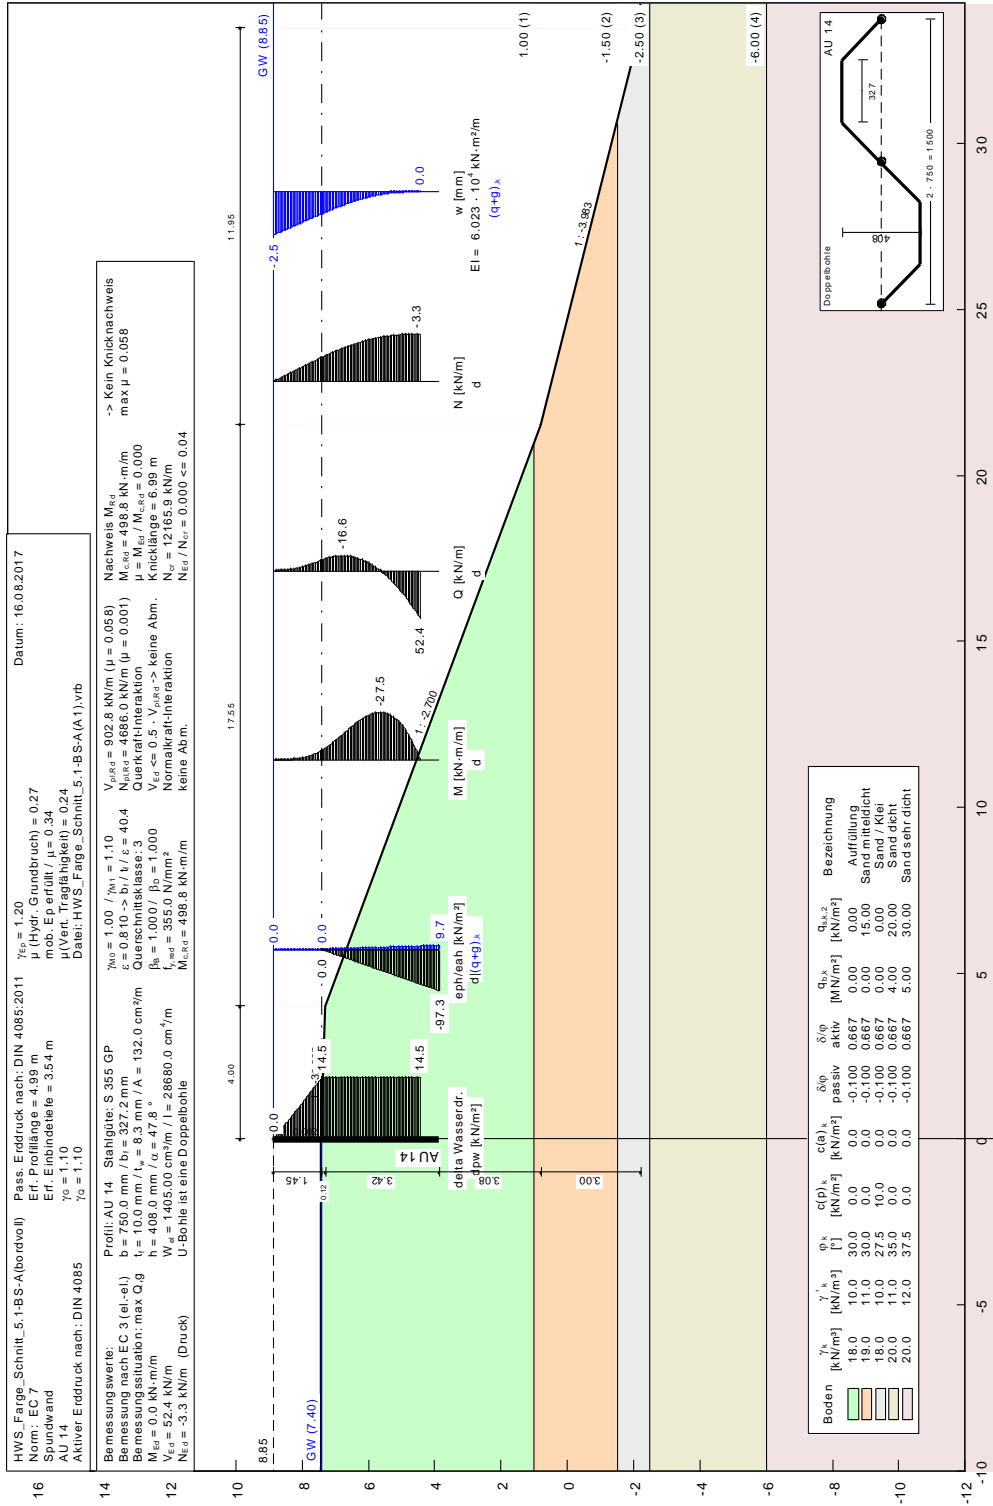 HWS_Farge_Schnitt_5.1-BS-A(bordvoll)
Norm: EC 7
Spundwand
AU 14
Aktiver Erddruck nach: DIN 4085
Pass. Erddruck nach: DIN 4085:2011
Erf. Profillänge = 4.99 m
Erf. Einbindetiefe = 3.54 m
γG = 1.10
γQ = 1.10
γEp = 1.20
μ (Hydr. Grundbruch) = 0.27
mob. Ep erfüllt / μ = 0.34
μ(Vert. Tragfähigkeit) = 0.24
Datei: HWS_Farge_Schnitt_5.1-BS-A(A1).vrb
Datum: 16.08.2017
Bemessungswerte:
Bemessung nach EC 3 (el.-el.)
Bemessungssituation: max Q,g
MEd = 0.0 kN·m/m
VEd = 52.4 kN/m
NEd = -3.3 kN/m (Druck)
Profil: AU 14 Stahlgüte: S 355 GP
b = 750.0 mm / bf = 327.2 mm
tf = 10.0 mm / tw = 8.3 mm / A = 132.0 cm²/m
h = 408.0 mm / α = 47.8 °
Wel = 1405.00 cm³/m / I = 28680.0 cm⁴/m
U-Bohle ist eine Doppelbohle
γM0 = 1.00 / γM1 = 1.10
ε = 0.810 -> bf / tf / ε = 40.4
Querschnittsklasse: 3
βB = 1.000 / βD = 1.000
fy,red = 355.0 N/mm²
Mc,Rd = 498.8 kN·m/m
Vpl,Rd = 902.8 kN/m (μ = 0.058)
Npl,Rd = 4686.0 kN/m (μ = 0.001)
Querkraft-Interaktion
VEd <= 0.5 · Vpl,Rd -> keine Abm.
Normalkraft-Interaktion
keine Abm.
Nachweis MRd
Mc,Rd = 498.8 kN·m/m
μ = MEd / Mc,Rd = 0.000
Knicklänge = 6.99 m
Ncr = 12165.9 kN/m
NEd / Ncr = 0.000 <= 0.04
-> Kein Knicknachweis
max μ = 0.058
4.00
17.55
11.95
8.85
GW (7.40)
GW (8.85)
1.00 (1)
-1.50 (2)
-2.50 (3)
-6.00 (4)
1 : -2.700
1 : -3.983
1.45
0.12
3.42
3.08
3.00
AU 14
0.0
14.5
14.5
delta Wasserdr.
dpw [kN/m²]
0.0
0.0
0.0
-97.3
9.7
eph/eah [kN/m²]
d|(q+g),k
-27.5
M [kN·m/m]
d
-16.6
52.4
Q [kN/m]
d
-3.3
N [kN/m]
d
-2.5
0.0
w [mm]
EI = 6.023 · 10⁴ kN·m²/m
(q+g),k
Boden γk [kN/m³] γ'k [kN/m³] φk [°] c(p)k [kN/m²] c(a)k [kN/m²] δ/φ passiv δ/φ aktiv qb,k [MN/m²] qs,k,2 [kN/m²] Bezeichnung
18.0 10.0 30.0 0.0 0.0 -0.100 0.667 0.00 0.00 Auffüllung
19.0 11.0 30.0 0.0 0.0 -0.100 0.667 0.00 15.00 Sand mitteldicht
18.0 10.0 27.5 10.0 0.0 -0.100 0.667 0.00 0.00 Sand / Klei
20.0 11.0 35.0 0.0 0.0 -0.100 0.667 4.00 20.00 Sand dicht
20.0 12.0 37.5 0.0 0.0 -0.100 0.667 5.00 30.00 Sand sehr dicht
Doppelbohle
AU 14
327
408
2 · 750 = 1500
16
14
12
10
8
6
4
2
0
-2
-4
-6
-8
-10
-12
-10
-5
0
5
10
15
20
25
30